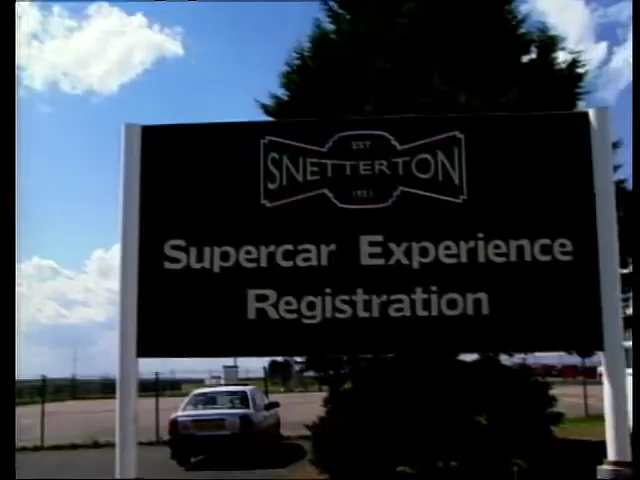 EST
SNETTERTON
1951
Supercar Experience
Registration